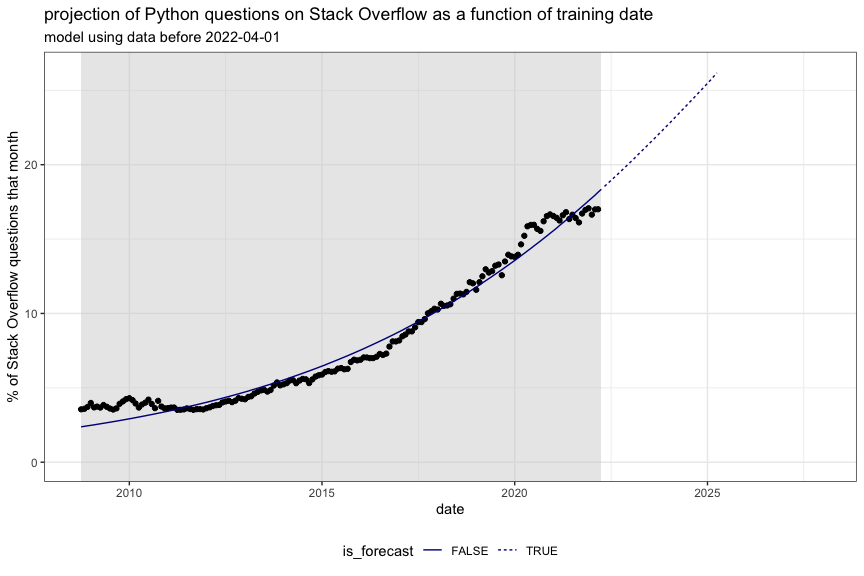 projection of Python questions on Stack Overflow as a function of training date
model using data before 2022-04-01
% of Stack Overflow questions that month
20
10
0
2010 2015 2020 2025
date
is_forecast FALSE TRUE